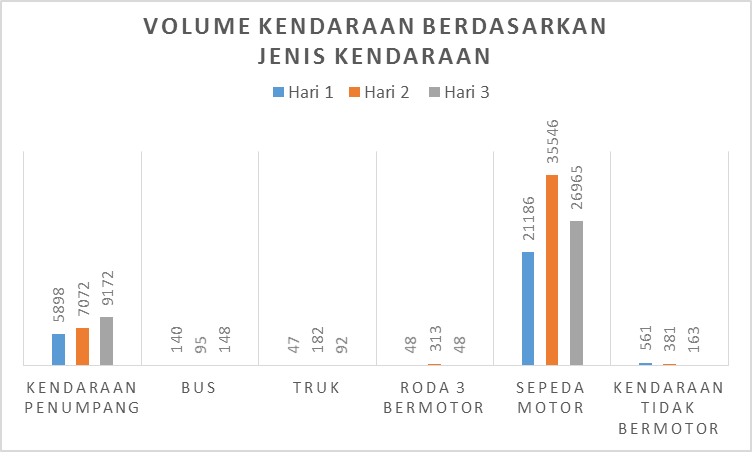 VOLUME KENDARAAN BERDASARKAN
JENIS KENDARAAN
Hari 1 Hari 2 Hari 3
5898 7072 9172
140 95 148
47 182 92
48 313 48
21186 35546 26965
561 381 163
KENDARAAN
PENUMPANG
BUS
TRUK
RODA 3
BERMOTOR
SEPEDA
MOTOR
KENDARAAN
TIDAK
BERMOTOR